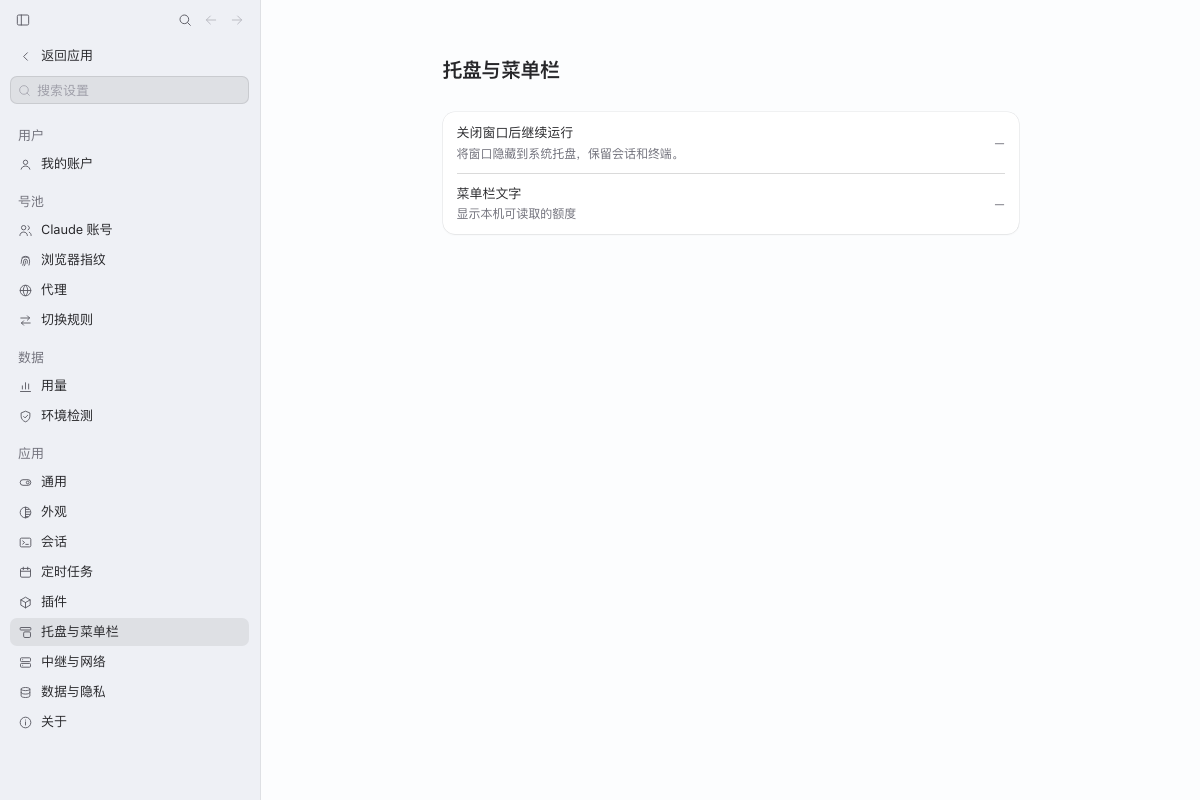 返回应用
搜索设置
用户
我的账户
号池
Claude 账号
浏览器指纹
代理
切换规则
数据
用量
环境检测
应用
通用
外观
会话
定时任务
插件
托盘与菜单栏
中继与网络
数据与隐私
关于
托盘与菜单栏
关闭窗口后继续运行
将窗口隐藏到系统托盘，保留会话和终端。
—
菜单栏文字
显示本机可读取的额度
—